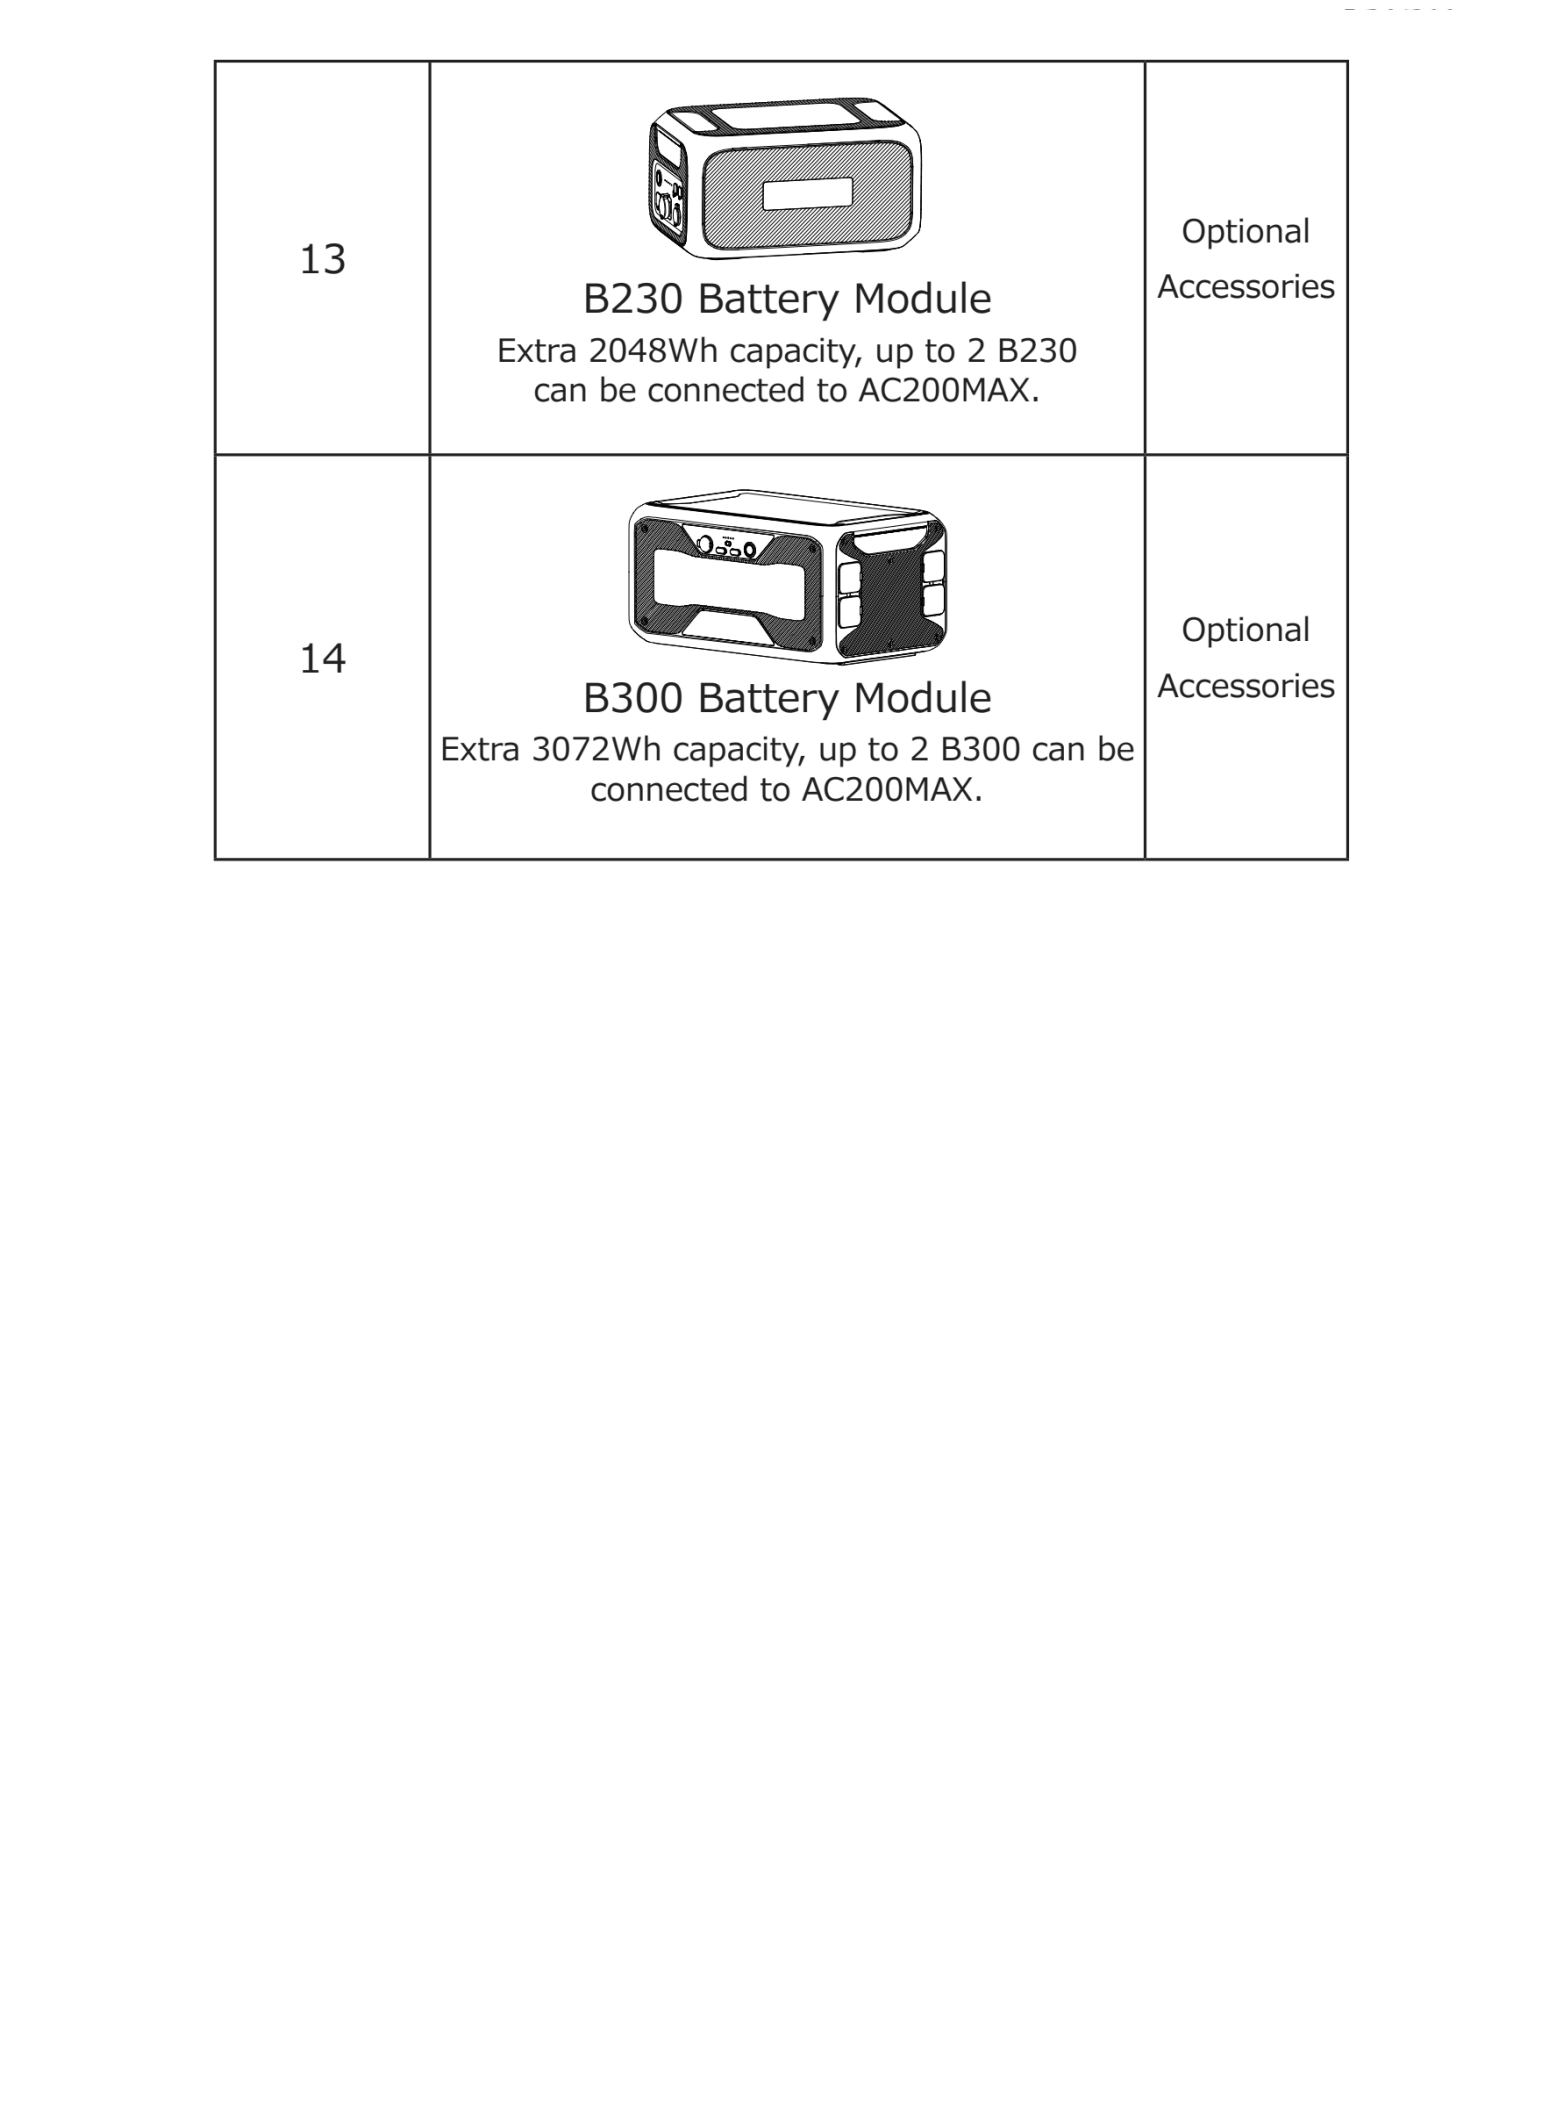 13
B230 Battery Module
Extra 2048Wh capacity, up to 2 B230
can be connected to AC200MAX.
Optional
Accessories
14
B300 Battery Module
Extra 3072Wh capacity, up to 2 B300 can be
connected to AC200MAX.
Optional
Accessories